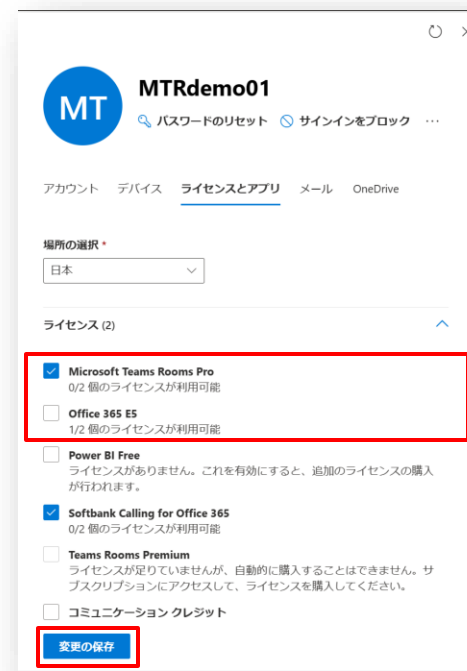 MT
MTRdemo01
パスワードのリセット サインインをブロック ...
アカウント デバイス ライセンスとアプリ メール OneDrive
場所の選択 *
日本
ライセンス (2)
Microsoft Teams Rooms Pro
0/2 個のライセンスが利用可能
Office 365 E5
1/2 個のライセンスが利用可能
Power BI Free
ライセンスがありません。これを有効にすると、追加のライセンスの購入
が行われます。
Softbank Calling for Office 365
0/2 個のライセンスが利用可能
Teams Rooms Premium
ライセンスが足りていませんが、自動的に購入することはできません。サ
ブスクリプションにアクセスして、ライセンスを購入してください。
コミュニケーション クレジット
変更の保存